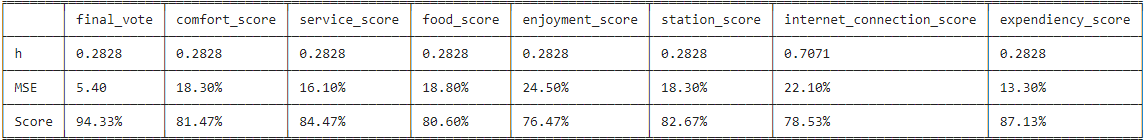 final_vote comfort_score service_score food_score enjoyment_score station_score internet_connection_score expendiency_score
h 0.2828 0.2828 0.2828 0.2828 0.2828 0.2828 0.7071 0.2828
MSE 5.40 18.30% 16.10% 18.80% 24.50% 18.30% 22.10% 13.30%
Score 94.33% 81.47% 84.47% 80.60% 76.47% 82.67% 78.53% 87.13%